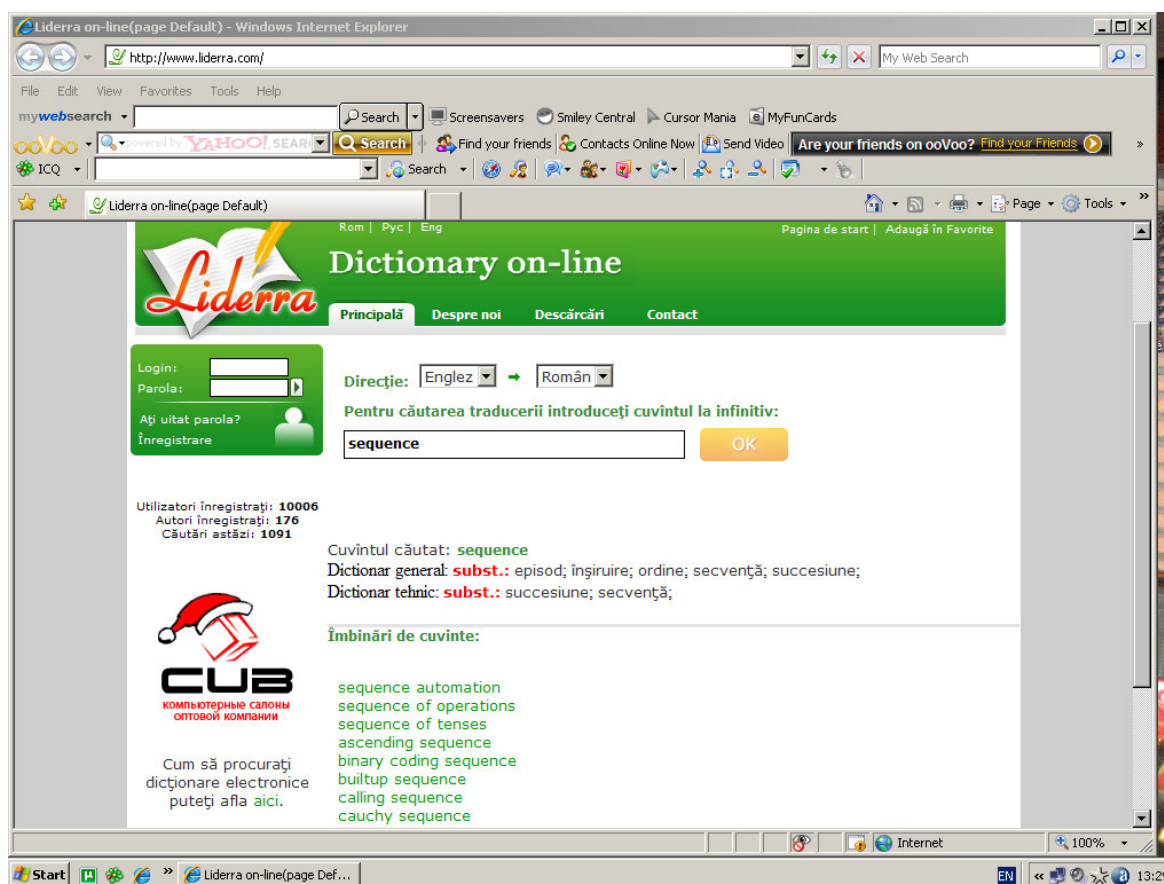 Liderra on-line(page Default) - Windows Internet Explorer
http://www.liderra.com/
My Web Search
File Edit View Favorites Tools Help
mywebsearch Search Screensavers Smiley Central Cursor Mania MyFunCards
ooVoo powered by YAHOO! SEAR Search Find your friends Contacts Online Now Send Video Are your friends on ooVoo? Find your Friends »
ICQ Search
Liderra on-line(page Default) Page Tools »
Rom | Рус | Eng Pagina de start | Adaugă în Favorite
Liderra
Dictionary on-line
Principală Despre noi Descărcări Contact
Login:
Parola:
Aţi uitat parola?
Înregistrare
Direcţie: Englez Român
Pentru căutarea traducerii introduceţi cuvîntul la infinitiv:
sequence OK
Utilizatori înregistraţi: 10006
Autori înregistraţi: 176
Căutări astăzi: 1091
Cuvîntul căutat: sequence
Dictionar general: subst.: episod; înşiruire; ordine; secvenţă; succesiune;
Dictionar tehnic: subst.: succesiune; secvenţă;
Îmbinări de cuvinte:
sequence automation
sequence of operations
sequence of tenses
ascending sequence
binary coding sequence
builtup sequence
calling sequence
cauchy sequence
CUB
компьютерные салоны
оптовой компании
Cum să procuraţi
dicţionare electronice
puteţi afla aici.
Internet 100%
Start » Liderra on-line(page Def... EN « 13:2